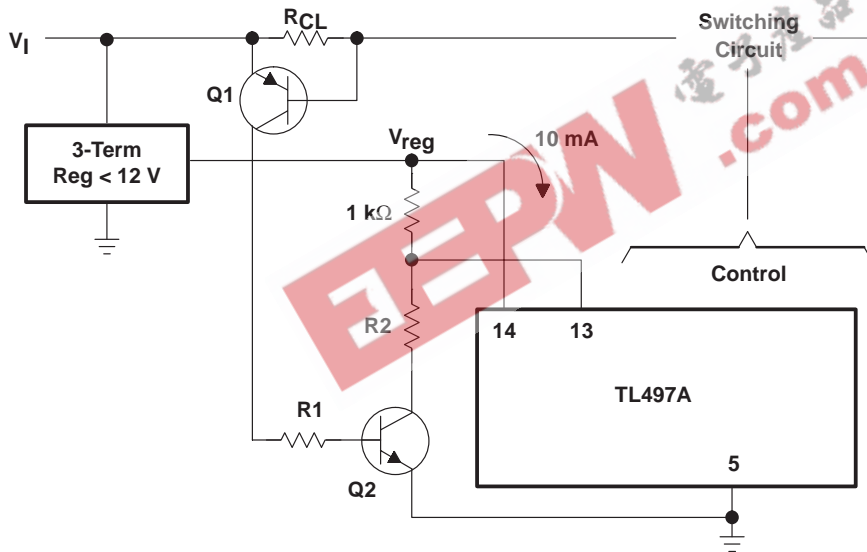 RCL
VI
Switching
Circuit
Q1
3-Term
Reg < 12 V
Vreg
10 mA
1 kΩ
Control
R2
14
13
TL497A
R1
5
Q2
EEPW
.com